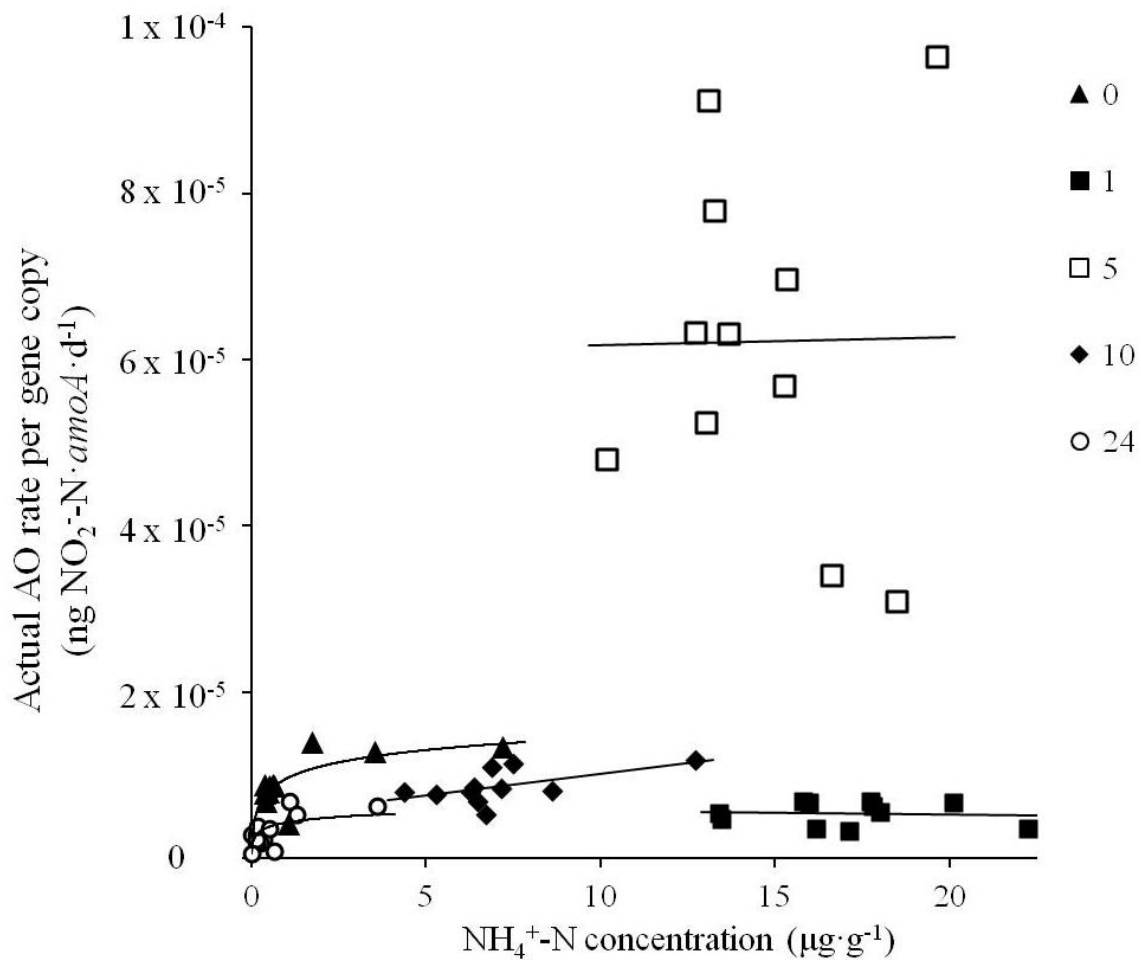 1 x 10⁻⁴
8 x 10⁻⁵
6 x 10⁻⁵
4 x 10⁻⁵
2 x 10⁻⁵
0
Actual AO rate per gene copy
(ng NO₂⁻-N·amoA·d⁻¹)
0 5 10 15 20
NH₄⁺-N concentration (μg·g⁻¹)
0
1
5
10
24